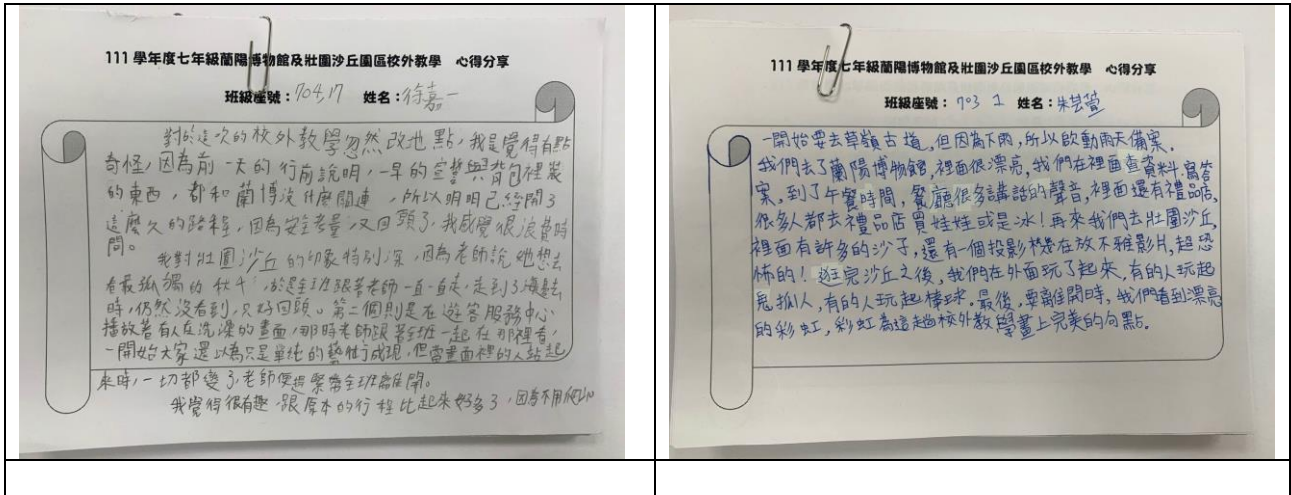 111 學年度七年級蘭陽博物館及壯圍沙丘園區校外教學 心得分享
班級座號：704,17 姓名：徐嘉一
對於這次的校外教學忽然改地點，我是覺得有點
奇怪，因為前一天的行前說明，一早的宣誓與背包裡裝
的東西，都和蘭博沒什麼關連，所以明明已經開了
這麼久的路程，因為安全考量又回頭了，我感覺很浪費時
間。
我對壯圍沙丘的印象特別深，因為老師說她想去
看最孤獨的秋千，於是全班跟著老師一直一直走，走到了海邊去
時，仍然沒看到，只好回頭。第二個則是在遊客服務中心
播放著有人在洗澡的畫面，那時老師跟著全班一起在那裡看，
一開始大家還以為只是單純的藝術成現，但當畫面裡的人站起
來時，一切都變了，老師便趕緊帶全班離開。
我覺得很有趣，跟原本的行程比起來好多了，因為不用爬山
111 學年度七年級蘭陽博物館及壯圍沙丘園區校外教學 心得分享
班級座號：703 1 姓名：朱芸萱
一開始要去草嶺古道，但因為下雨，所以啟動雨天備案，
我們去了蘭陽博物館，裡面很漂亮，我們在裡面查資料.寫答
案，到了午餐時間，餐廳很多講話的聲音，裡面還有禮品店，
很多人都去禮品店買娃娃或是冰！再來我們去壯圍沙丘，
裡面有許多的沙子，還有一個投影機是在放不雅影片，超恐
怖的！逛完沙丘之後，我們在外面玩了起來，有的人玩起
鬼抓人，有的人玩起棒球。最後，要離開時，我們看到漂亮
的彩虹，彩虹為這趟校外教學畫上完美的句點.